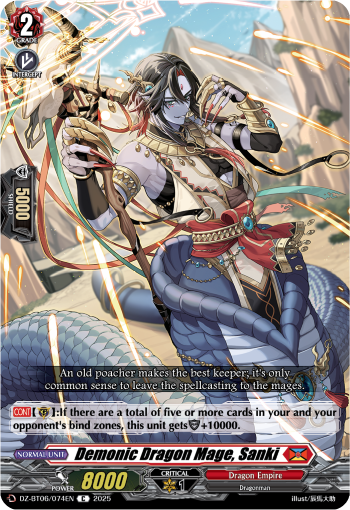 2
GRADE
INTERCEPT
5000
SHIELD
An old poacher makes the best keeper; it's only
common sense to leave the spellcasting to the mages.
CONT【 】:If there are a total of five or more cards in your and your
opponent's bind zones, this unit gets +10000.
NORMAL UNIT
Demonic Dragon Mage, Sanki
POWER 8000
CRITICAL
1
Dragon Empire
Dragonman
DZ-BT06/074EN C 2025
illust/辰馬大助